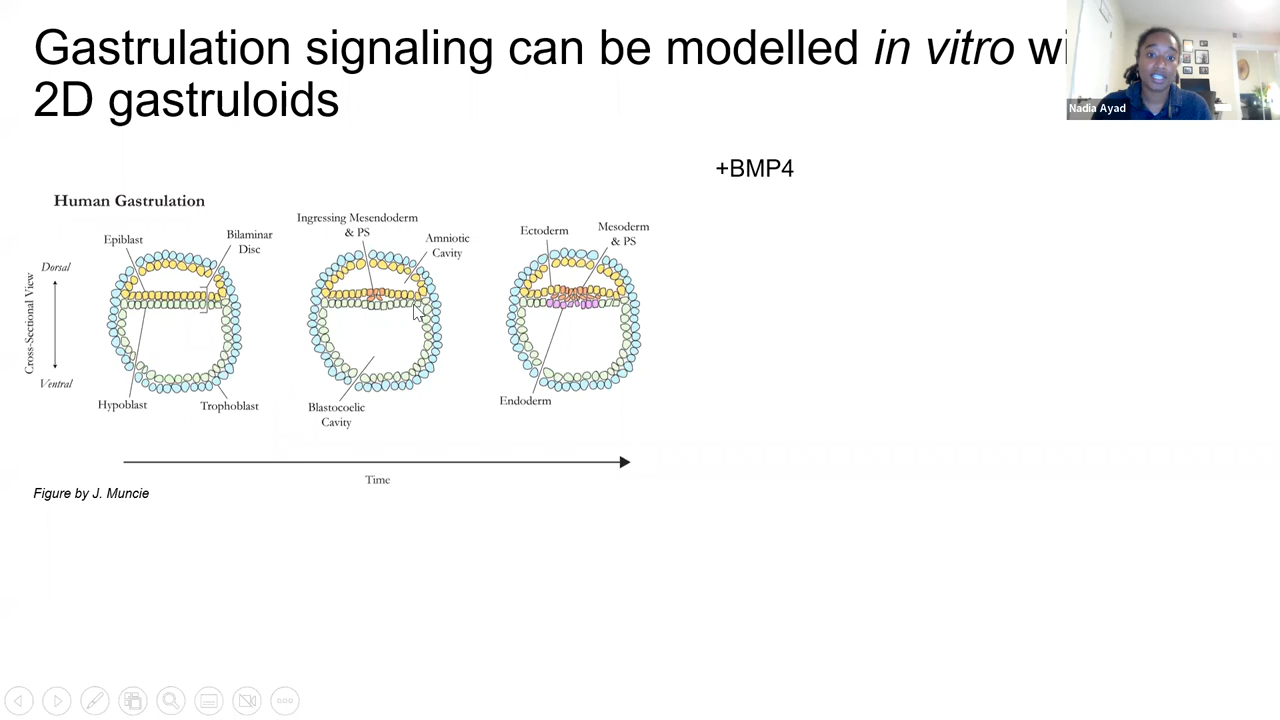 Gastrulation signaling can be modelled in vitro wi
2D gastruloids
Nadia Ayad
+BMP4
Human Gastrulation
Epiblast
Bilaminar
Disc
Dorsal
Cross-Sectional View
Ventral
Hypoblast
Trophoblast
Ingressing Mesendoderm
& PS
Amniotic
Cavity
Blastocoelic
Cavity
Ectoderm
Mesoderm
& PS
Endoderm
Time
Figure by J. Muncie